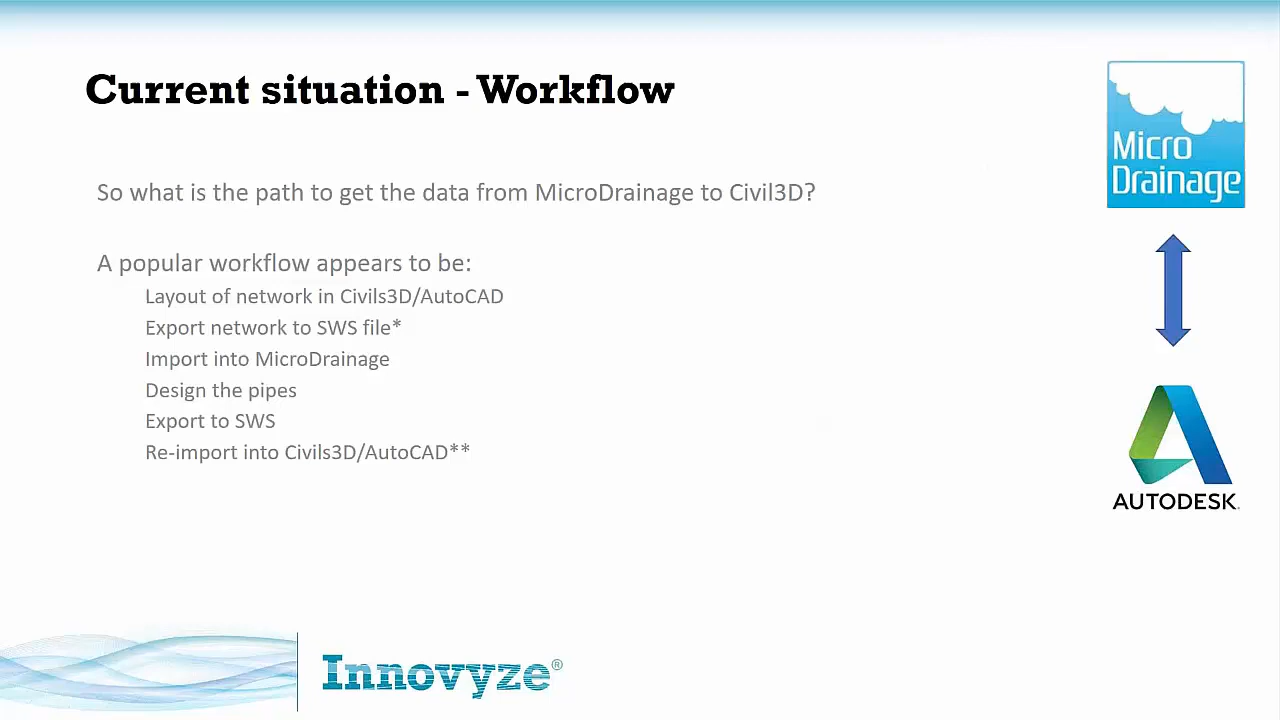 Current situation - Workflow
Micro
Drainage
So what is the path to get the data from MicroDrainage to Civil3D?
A popular workflow appears to be:
Layout of network in Civils3D/AutoCAD
Export network to SWS file*
Import into MicroDrainage
Design the pipes
Export to SWS
Re-import into Civils3D/AutoCAD**
AUTODESK.
Innovyze®